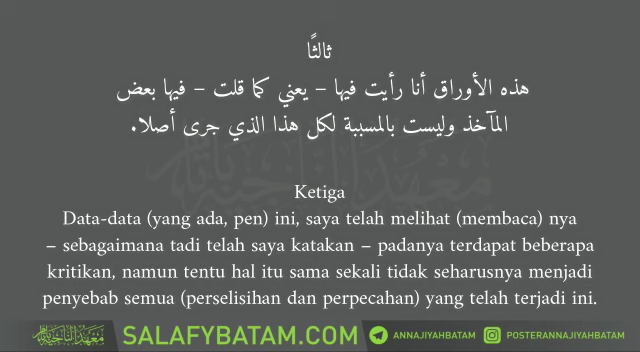 ثالثًا
هذه الأوراق أنا رأيت فيها – يعني كما قلت – فيها بعض
المآخذ وليست بالمسببة لكل هذا الذي جرى أصلا.
Ketiga
Data-data (yang ada, pen) ini, saya telah melihat (membaca) nya
– sebagaimana tadi telah saya katakan – padanya terdapat beberapa
kritikan, namun tentu hal itu sama sekali tidak seharusnya menjadi
penyebab semua (perselisihan dan perpecahan) yang telah terjadi ini.
SALAFYBATAM.COM ANNAJIYAHBATAM POSTERANNAJIYAHBATAM